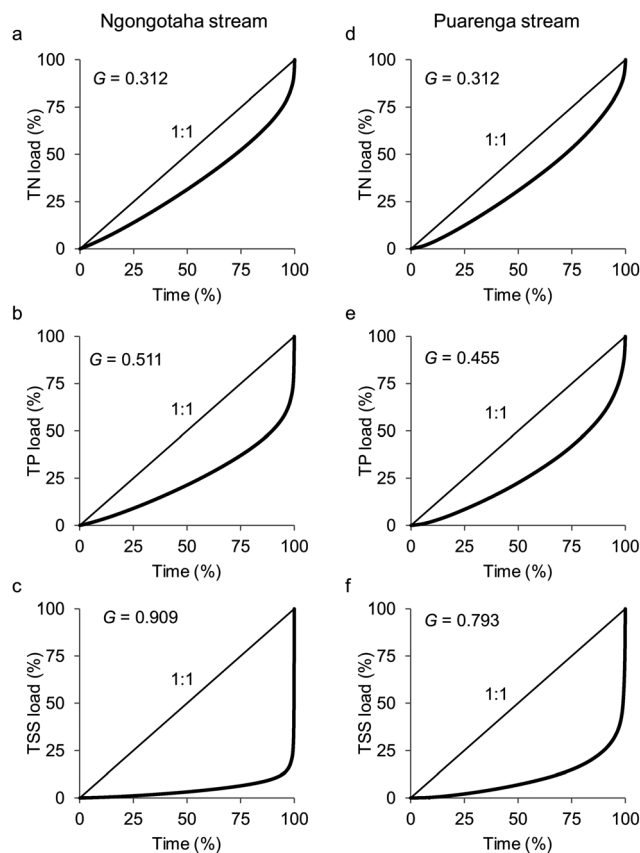 Ngongotaha stream
Puarenga stream
a
G = 0.312
1:1
TN load (%)
100
75
50
25
0
0 25 50 75 100
Time (%)
d
G = 0.312
1:1
TN load (%)
100
75
50
25
0
0 25 50 75 100
Time (%)
b
G = 0.511
1:1
TP load (%)
100
75
50
25
0
0 25 50 75 100
Time (%)
e
G = 0.455
1:1
TP load (%)
100
75
50
25
0
0 25 50 75 100
Time (%)
c
G = 0.909
1:1
TSS load (%)
100
75
50
25
0
0 25 50 75 100
Time (%)
f
G = 0.793
1:1
TSS load (%)
100
75
50
25
0
0 25 50 75 100
Time (%)